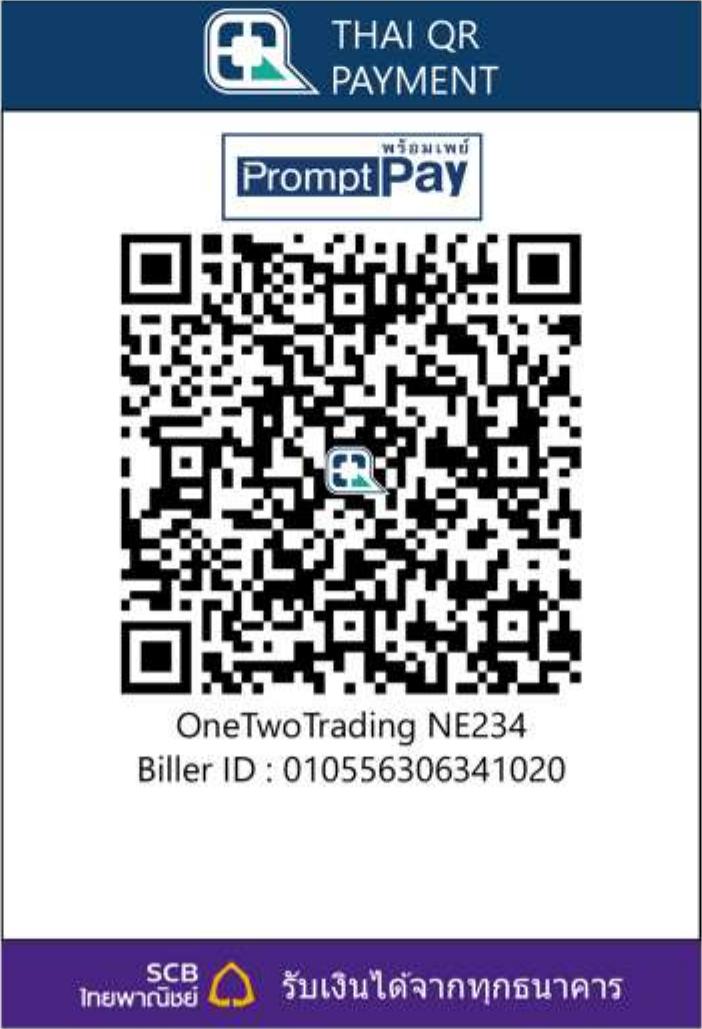 THAI QR
PAYMENT
พร้อมเพย์
PromptPay
OneTwoTrading NE234
Biller ID : 010556306341020
SCB
ไทยพาณิชย์
รับเงินได้จากทุกธนาคาร